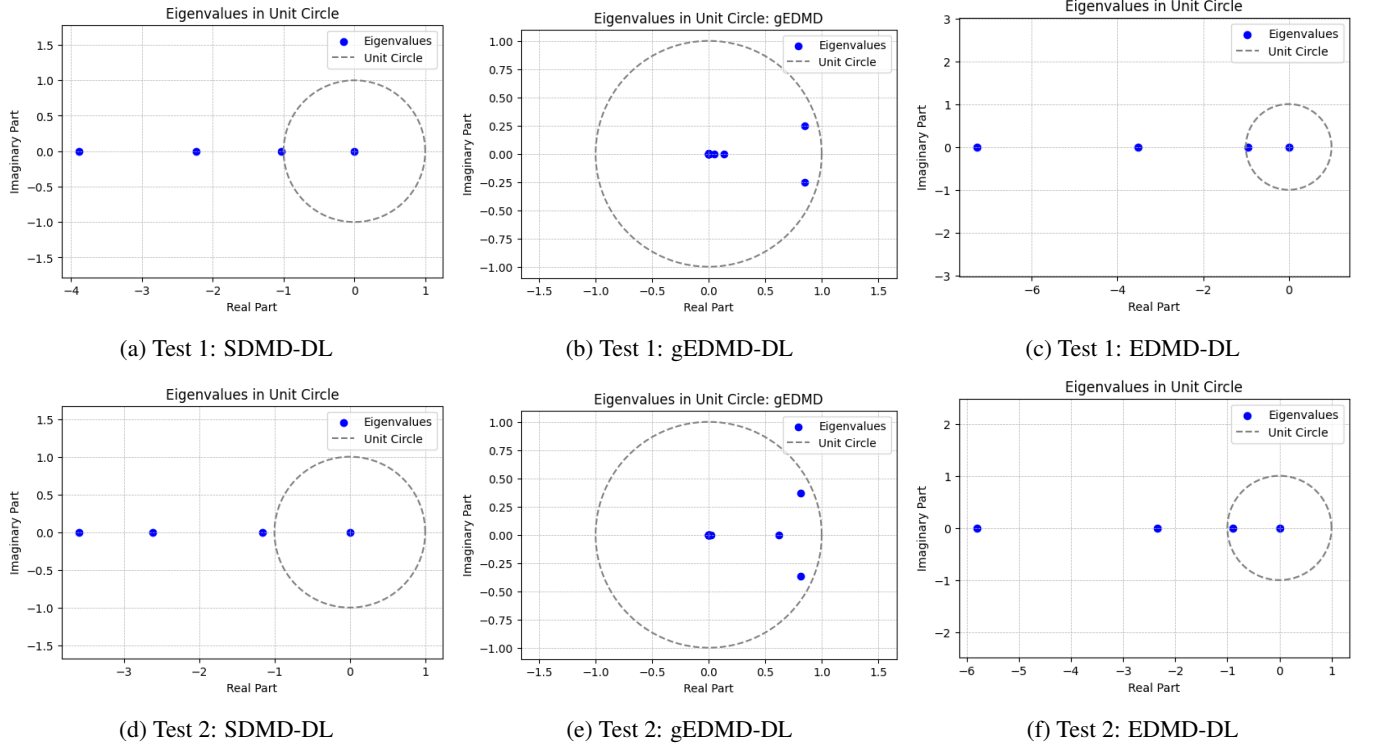 Eigenvalues in Unit Circle
1.5
1.0
0.5
0.0
−0.5
−1.0
−1.5
Imaginary Part
Eigenvalues
Unit Circle
−4 −3 −2 −1 0 1
Real Part
(a) Test 1: SDMD-DL
Eigenvalues in Unit Circle: gEDMD
1.00
0.75
0.50
0.25
0.00
−0.25
−0.50
−0.75
−1.00
Imaginary Part
Eigenvalues
Unit Circle
−1.5 −1.0 −0.5 0.0 0.5 1.0 1.5
Real Part
(b) Test 1: gEDMD-DL
Eigenvalues in Unit Circle
3
2
1
0
−1
−2
−3
Imaginary Part
Eigenvalues
Unit Circle
−6 −4 −2 0
Real Part
(c) Test 1: EDMD-DL
Eigenvalues in Unit Circle
1.5
1.0
0.5
0.0
−0.5
−1.0
−1.5
Imaginary Part
Eigenvalues
Unit Circle
−3 −2 −1 0 1
Real Part
(d) Test 2: SDMD-DL
Eigenvalues in Unit Circle: gEDMD
1.00
0.75
0.50
0.25
0.00
−0.25
−0.50
−0.75
−1.00
Imaginary Part
Eigenvalues
Unit Circle
−1.5 −1.0 −0.5 0.0 0.5 1.0 1.5
Real Part
(e) Test 2: gEDMD-DL
Eigenvalues in Unit Circle
2
1
0
−1
−2
Imaginary Part
Eigenvalues
Unit Circle
−6 −5 −4 −3 −2 −1 0 1
Real Part
(f) Test 2: EDMD-DL